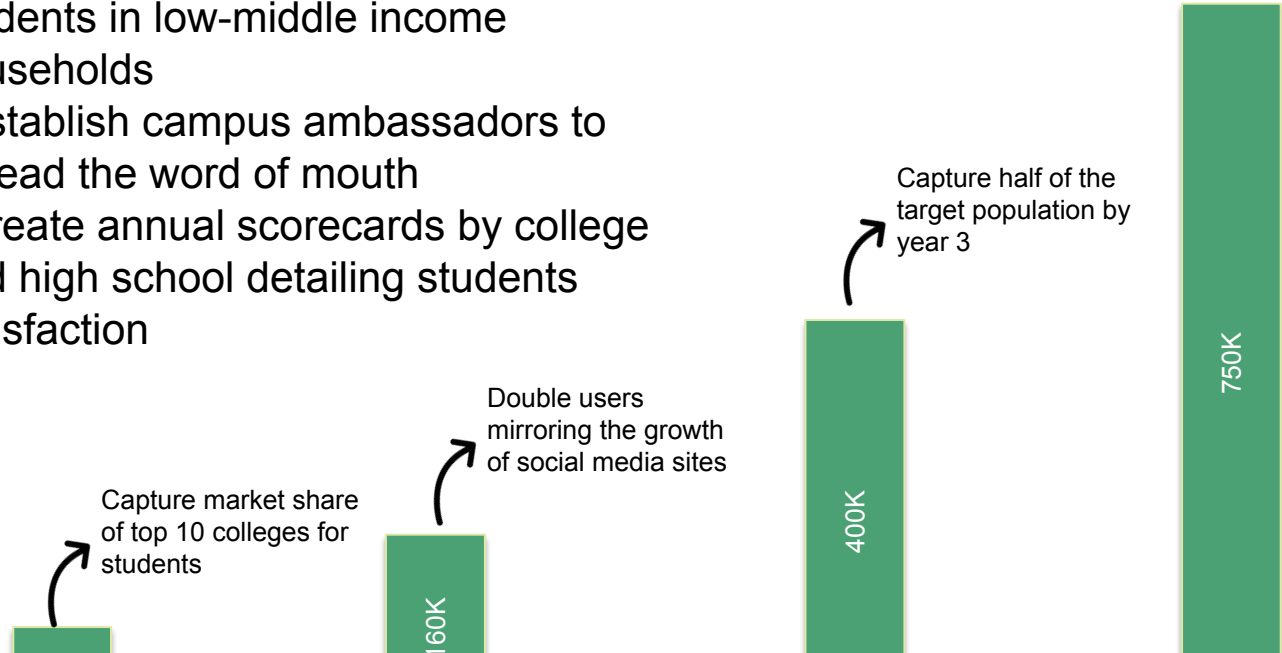 dents in low-middle income
useholds
stablish campus ambassadors to
ead the word of mouth
reate annual scorecards by college
d high school detailing students
isfaction
Capture half of the
target population by
year 3
750K
Double users
mirroring the growth
of social media sites
400K
Capture market share
of top 10 colleges for
students
160K